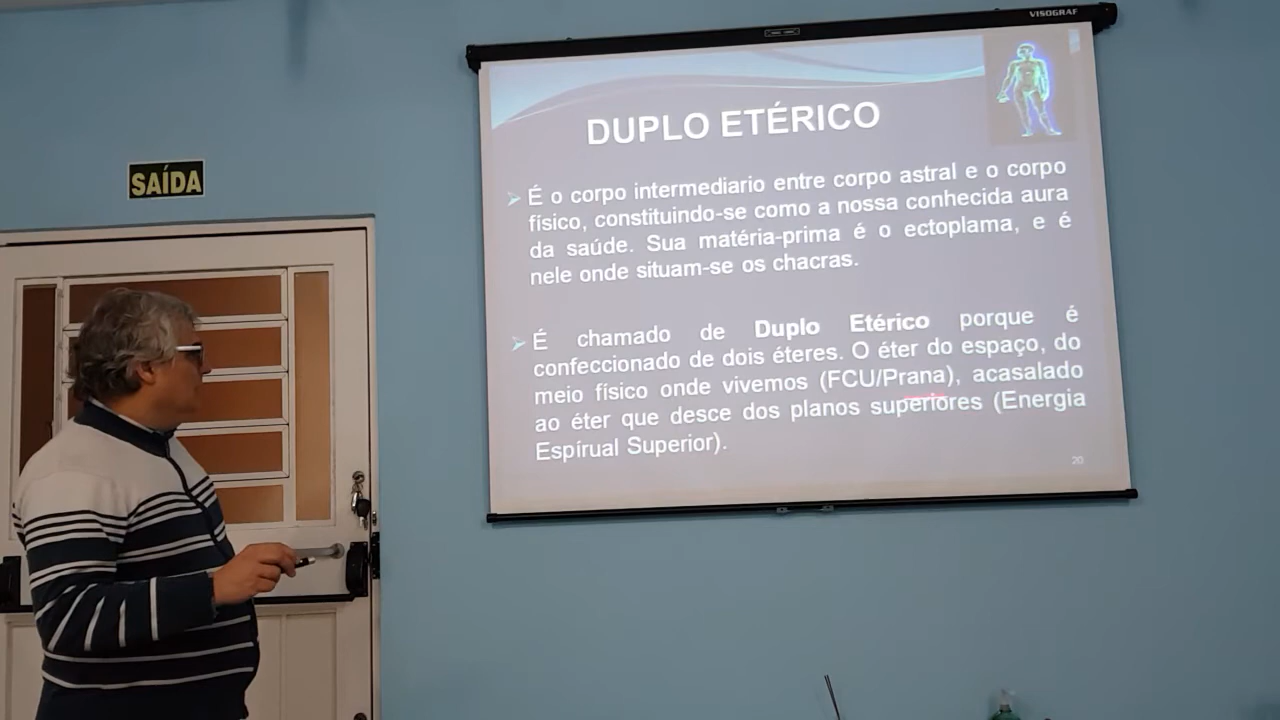 VISOGRAF
DUPLO ETÉRICO
SAÍDA
É o corpo intermediario entre corpo astral e o corpo
físico, constituindo-se como a nossa conhecida aura
da saúde. Sua matéria-prima é o ectoplama, e é
nele onde situam-se os chacras.
É chamado de Duplo Etérico porque é
confeccionado de dois éteres. O éter do espaço, do
meio físico onde vivemos (FCU/Prana), acasalado
ao éter que desce dos planos superiores (Energia
Espírual Superior).
20